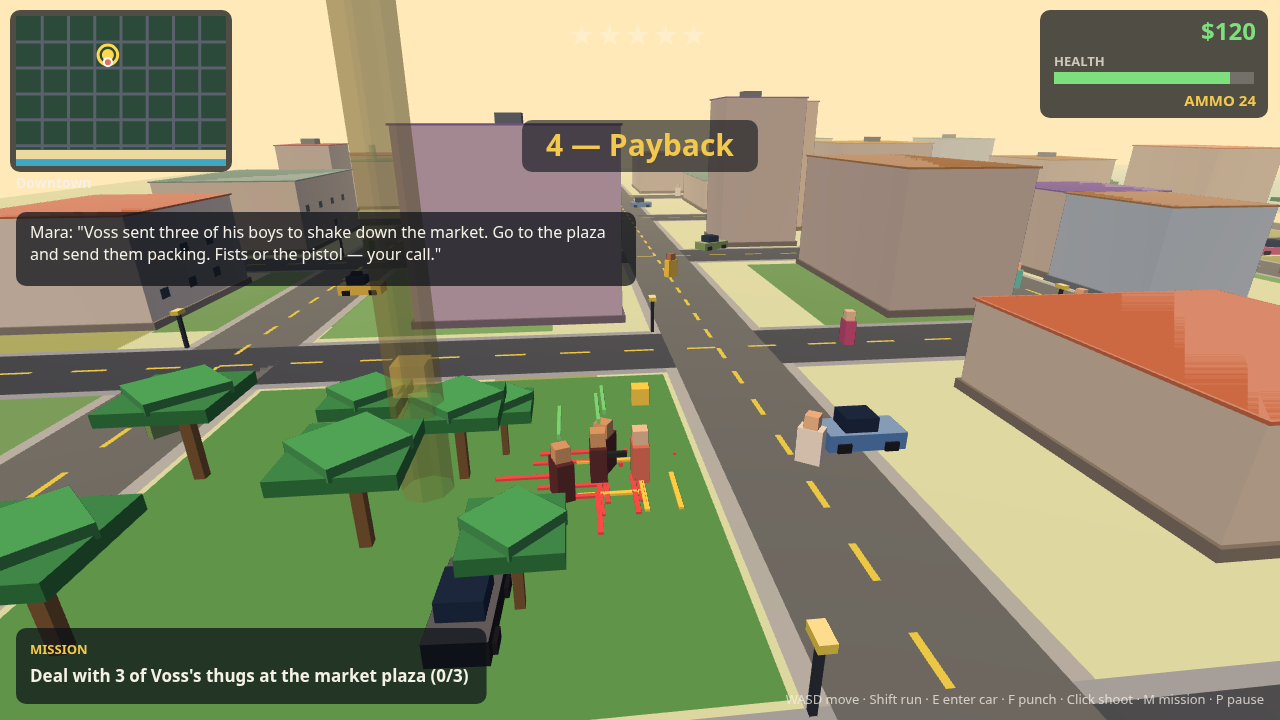 $120
HEALTH
AMMO 24
4 — Payback
Downtown
Mara: "Voss sent three of his boys to shake down the market. Go to the plaza
and send them packing. Fists or the pistol — your call."
MISSION
Deal with 3 of Voss's thugs at the market plaza (0/3)
WASD move · Shift run · E enter car · F punch · Click shoot · M mission · P pause